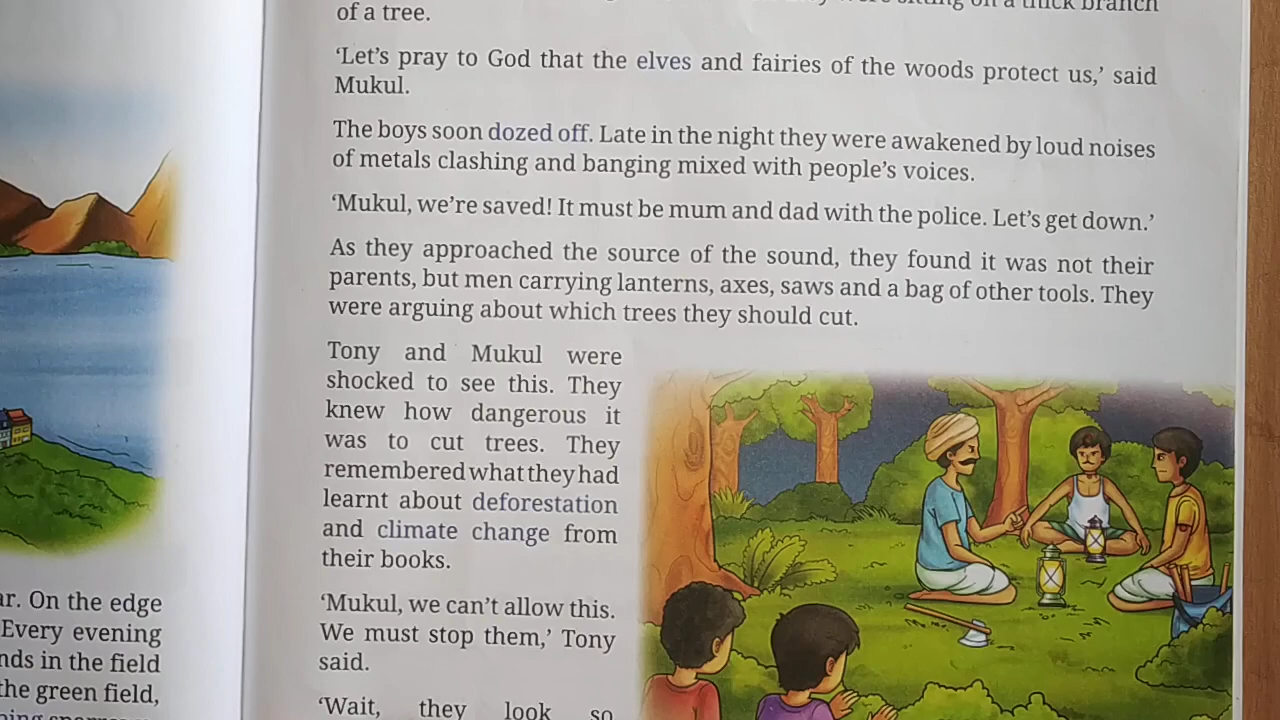 ar. On the edge
Every evening
nds in the field
the green field,
sitting on a thick branch
of a tree.
‘Let’s pray to God that the elves and fairies of the woods protect us,’ said
Mukul.
The boys soon dozed off. Late in the night they were awakened by loud noises
of metals clashing and banging mixed with people’s voices.
‘Mukul, we’re saved! It must be mum and dad with the police. Let’s get down.’
As they approached the source of the sound, they found it was not their
parents, but men carrying lanterns, axes, saws and a bag of other tools. They
were arguing about which trees they should cut.
Tony and Mukul were
shocked to see this. They
knew how dangerous it
was to cut trees. They
remembered what they had
learnt about deforestation
and climate change from
their books.
‘Mukul, we can’t allow this.
We must stop them,’ Tony
said.
‘Wait, they look so